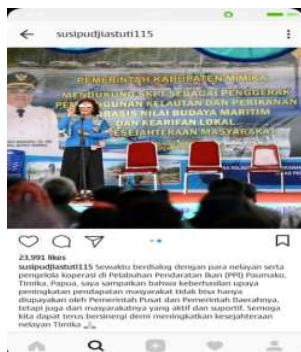 susipudjiastuti115
PEMERINTAH KABUPATEN MIMIKA
MENDUKUNG SKPT SEBAGAI PENGGERAK
PEMBANGUNAN KELAUTAN DAN PERIKANAN
BERBASIS NILAI BUDAYA MARITIM
DAN KEARIFAN LOKAL
KESEJAHTERAAN MASYARAKAT
23,991 likes
susipudjiastuti115 Sewaktu berdialog dengan para nelayan serta
pengelola koperasi di Pelabuhan Pendaratan Ikan (PPI) Paumako,
Timika, Papua, saya sampaikan bahwa keberhasilan upaya
peningkatan pendapatan masyarakat tidak bisa hanya
diupayakan oleh Pemerintah Pusat dan Pemerintah Daerahnya,
tetapi juga dari masyarakatnya yang aktif dan suportif. Semoga
kita dapat terus bersinergi demi meningkatkan kesejahteraan
nelayan Timika